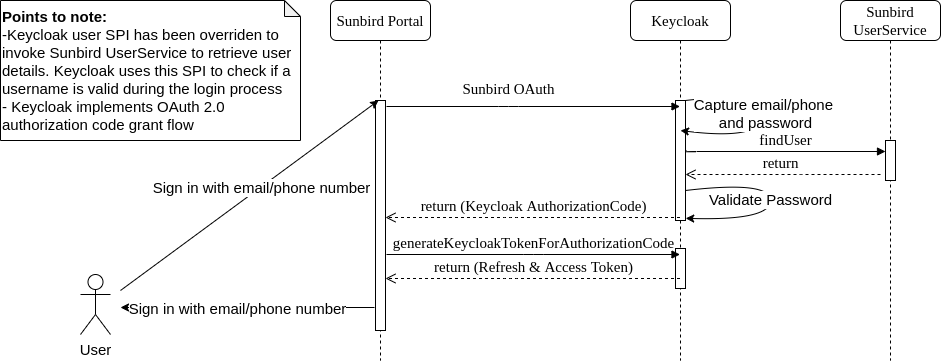 Points to note:
-Keycloak user SPI has been overriden to
invoke Sunbird UserService to retrieve user
details. Keycloak uses this SPI to check if a
username is valid during the login process
- Keycloak implements OAuth 2.0
authorization code grant flow
Sunbird Portal
Keycloak
Sunbird
UserService
Sunbird OAuth
Capture email/phone
and password
findUser
return
Sign in with email/phone number
Validate Password
return (Keycloak AuthorizationCode)
generateKeycloakTokenForAuthorizationCode
return (Refresh & Access Token)
Sign in with email/phone number
User